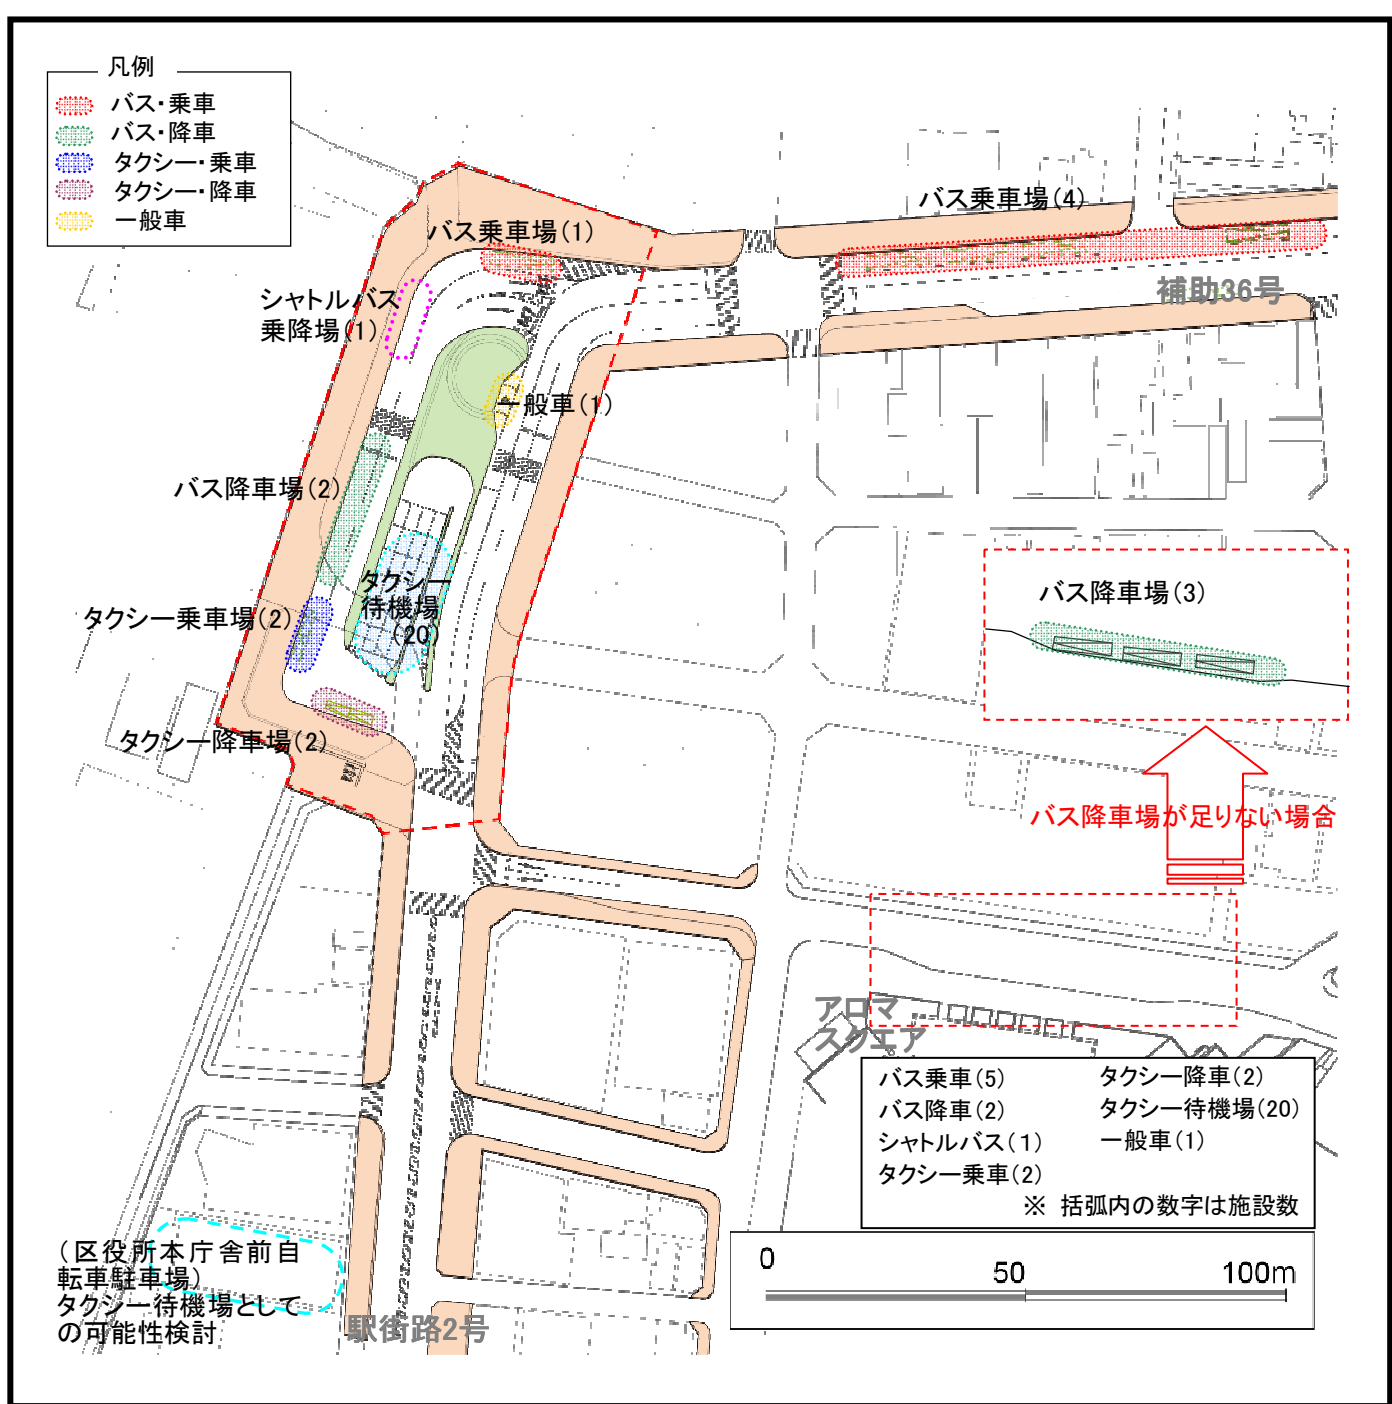 凡例
バス・乗車
バス・降車
タクシー・乗車
タクシー・降車
一般車
バス乗車場(4)
バス乗車場(1)
シャトルバス
乗降場(1)
補助36号
一般車(1)
バス降車場(2)
タクシー
待機場
(20)
タクシー乗車場(2)
タクシー降車場(2)
バス降車場(3)
バス降車場が足りない場合
アロマ
スクエア
バス乗車(5)
バス降車(2)
シャトルバス(1)
タクシー乗車(2)
タクシー降車(2)
タクシー待機場(20)
一般車(1)
※ 括弧内の数字は施設数
0 50 100m
(区役所本庁舎前自
転車駐車場)
タクシー待機場として
の可能性検討
駅街路2号